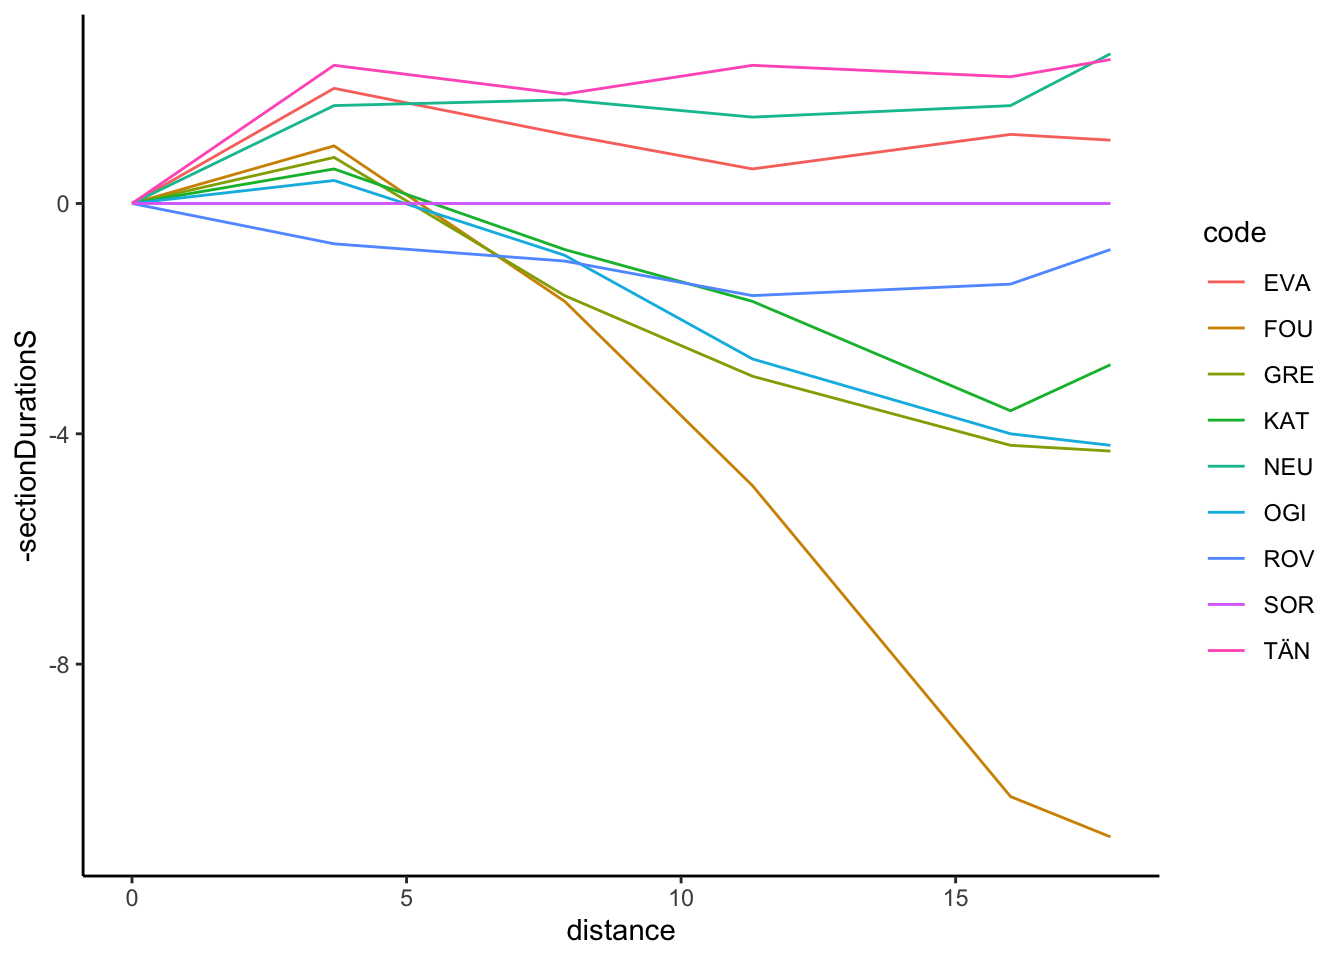 0
-4
-8
-sectionDurationS
0
5
10
15
distance
code
EVA
FOU
GRE
KAT
NEU
OGI
ROV
SOR
TÄN